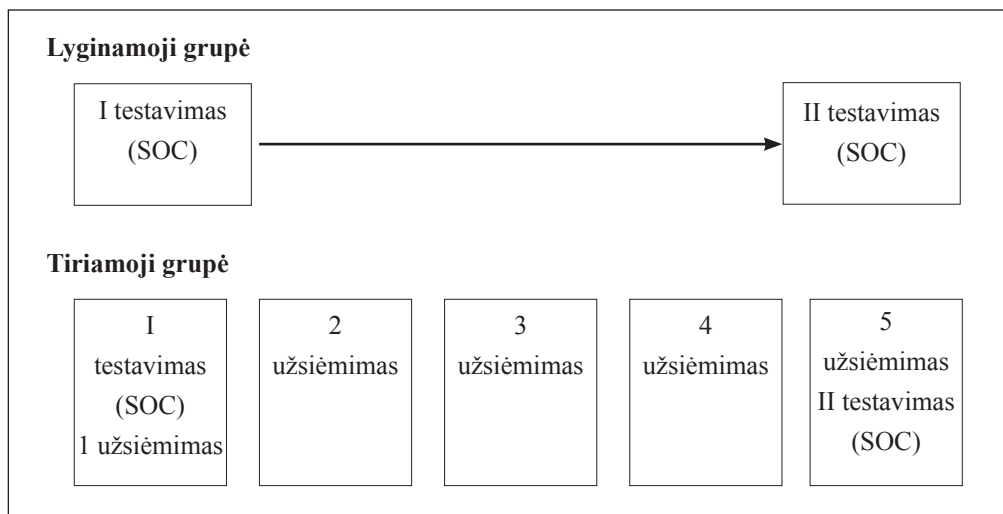 Lyginamoji grupė
I testavimas
(SOC)
II testavimas
(SOC)
Tiriamoji grupė
I
testavimas
(SOC)
1 užsiėmimas
2
užsiėmimas
3
užsiėmimas
4
užsiėmimas
5
užsiėmimas
II testavimas
(SOC)